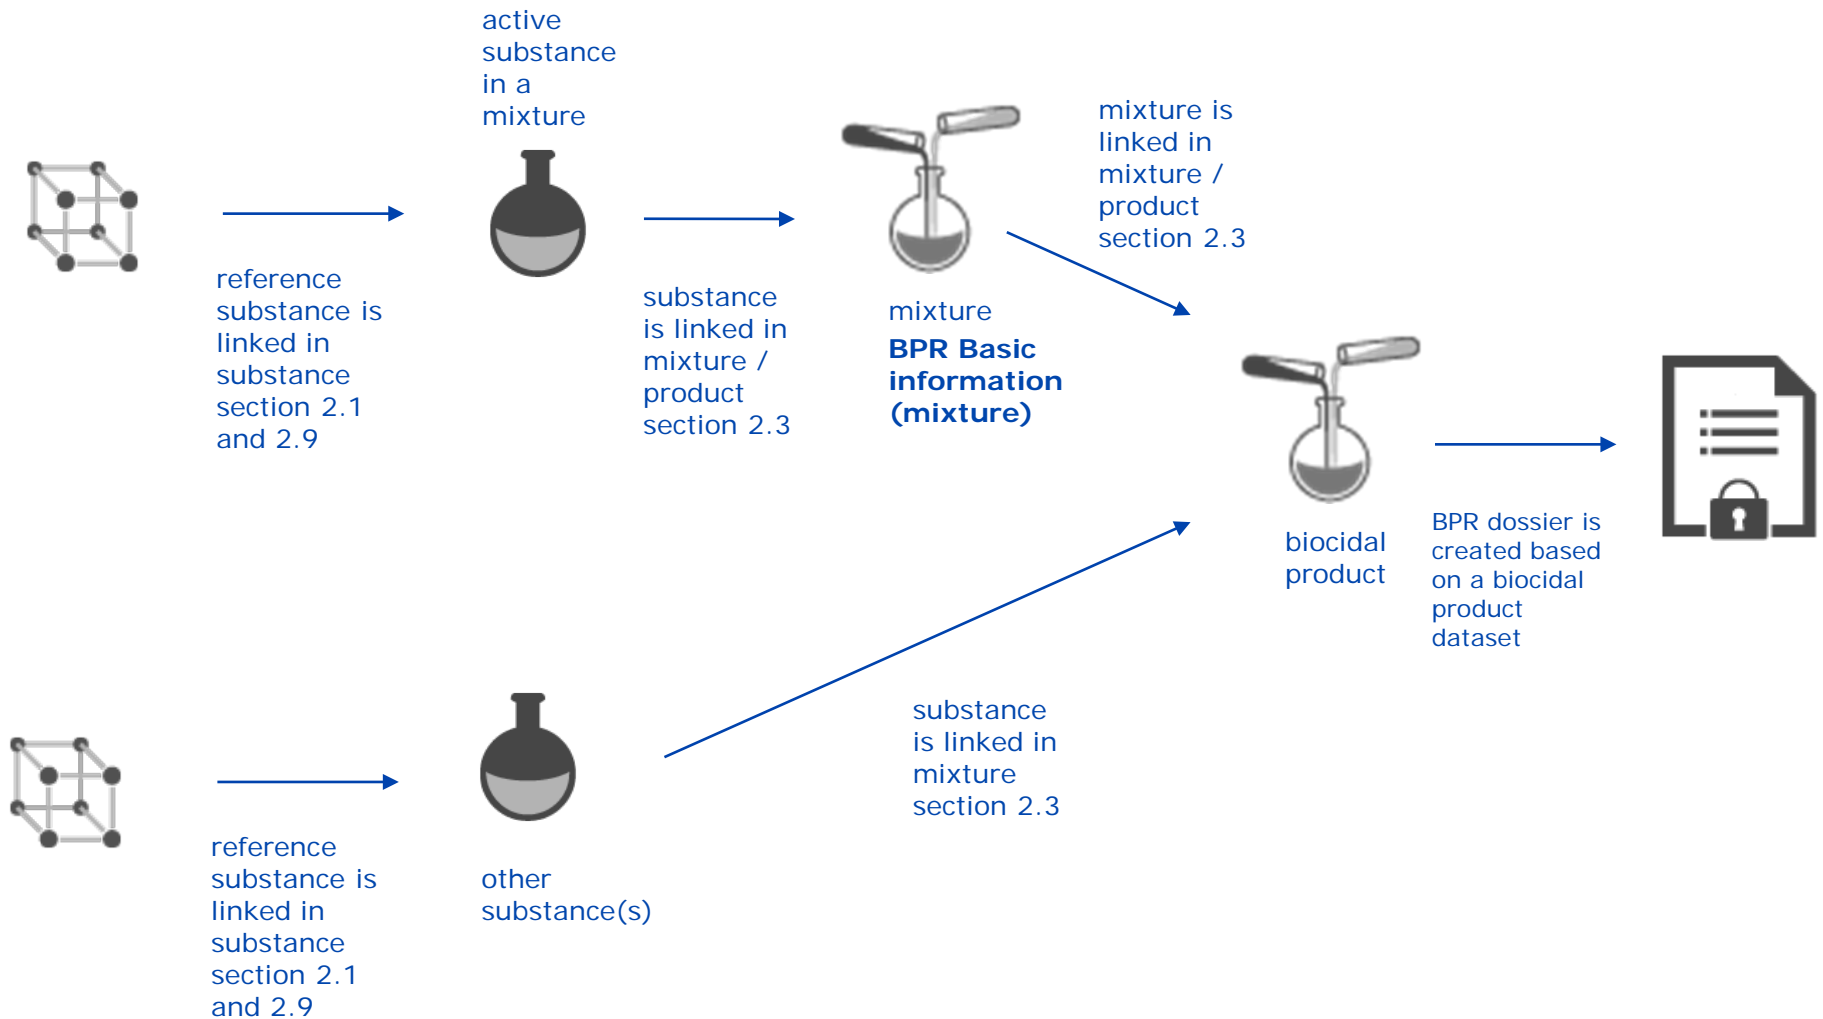 active
substance
in a
mixture
reference
substance is
linked in
substance
section 2.1
and 2.9
substance
is linked in
mixture /
product
section 2.3
mixture
BPR Basic
information
(mixture)
mixture is
linked in
mixture /
product
section 2.3
biocidal
product
BPR dossier is
created based
on a biocidal
product
dataset
reference
substance is
linked in
substance
section 2.1
and 2.9
other
substance(s)
substance
is linked in
mixture
section 2.3